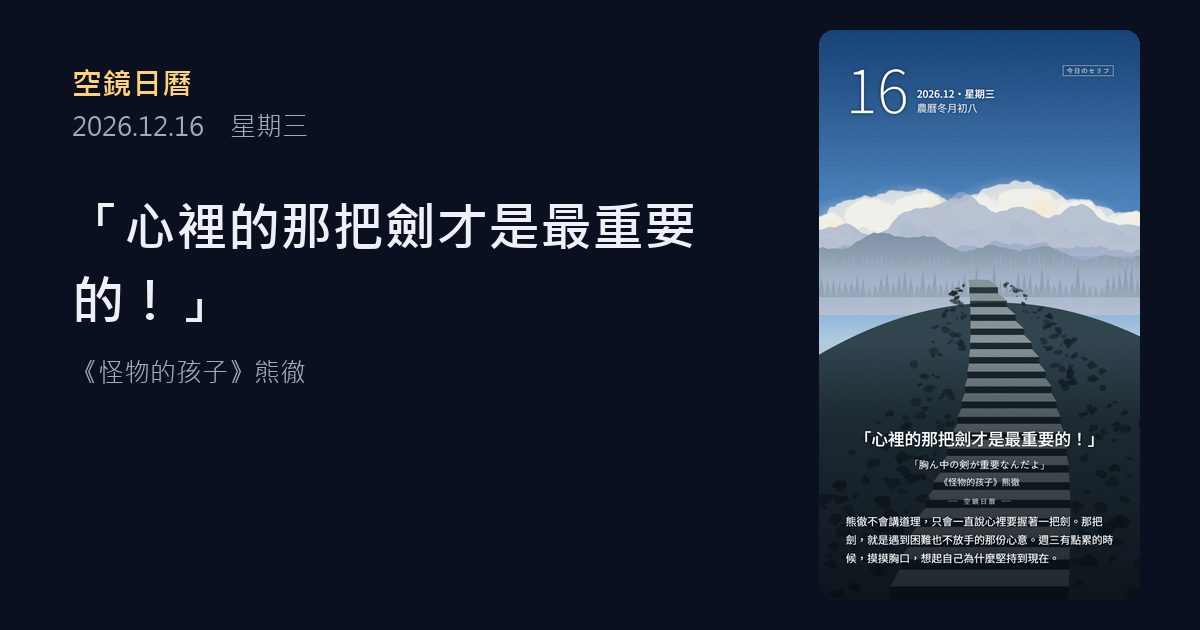 空鏡日曆
2026.12.16 星期三
「心裡的那把劍才是最重要
的！」
《怪物的孩子》熊徹
16
2026.12・星期三
農曆冬月初八
今日のセリフ
「心裡的那把劍才是最重要的！」
「胸ん中の剣が重要なんだよ」
《怪物的孩子》熊徹
— 空鏡日曆 —
熊徹不會講道理，只會一直說心裡要握著一把劍。那把
劍，就是遇到困難也不放手的那份心意。週三有點累的時
候，摸摸胸口，想起自己為什麼堅持到現在。